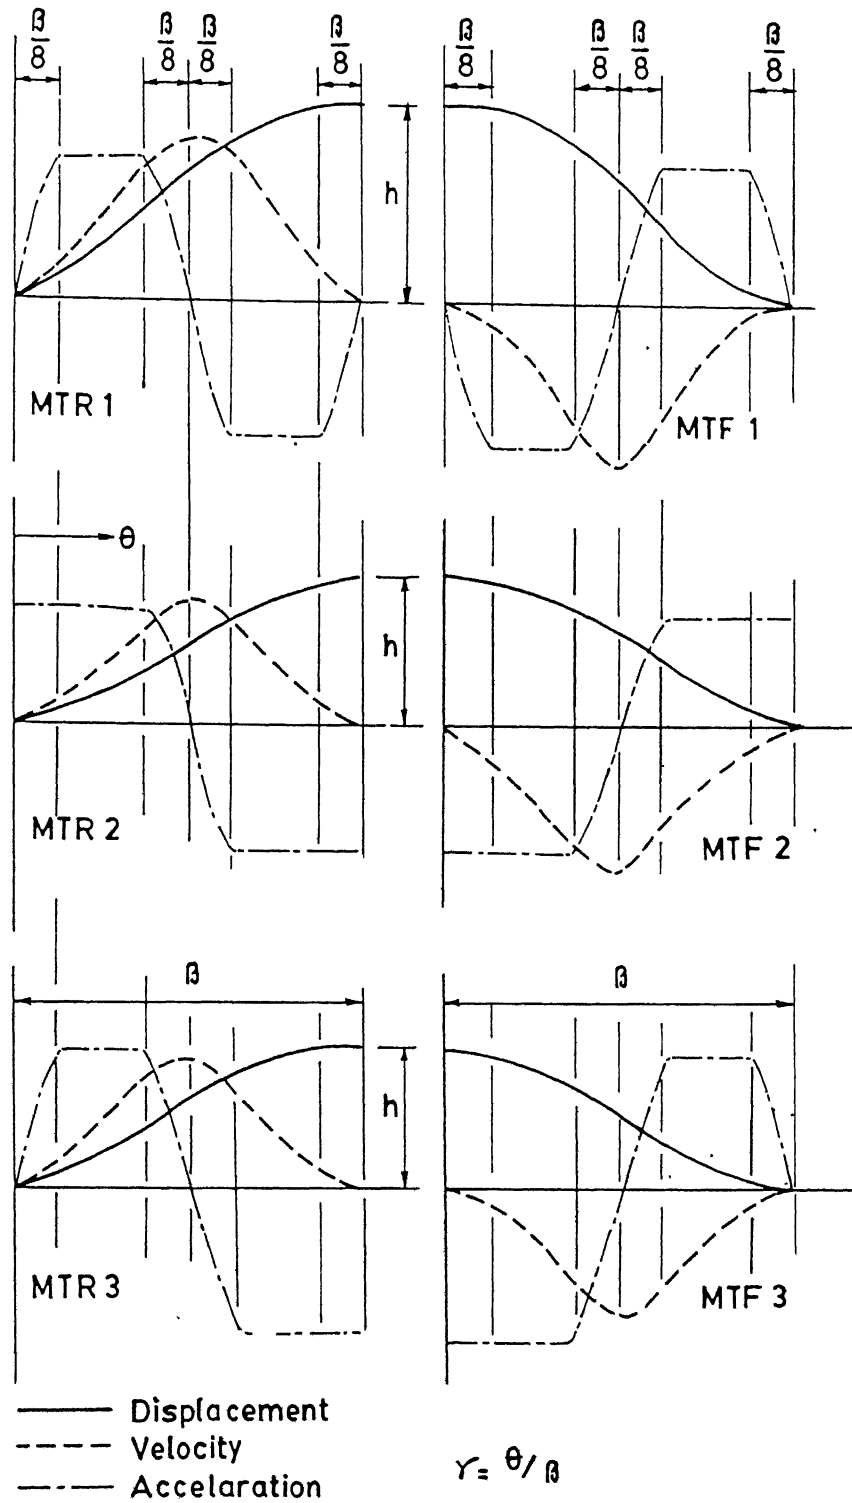 β/8 β/8 β/8 β/8 β/8 β/8 β/8 β/8
h
MTR 1
MTF 1
θ
h
MTR 2
MTF 2
β β
h
MTR 3
MTF 3
Displacement
Velocity
Accelaration
γ = θ/β